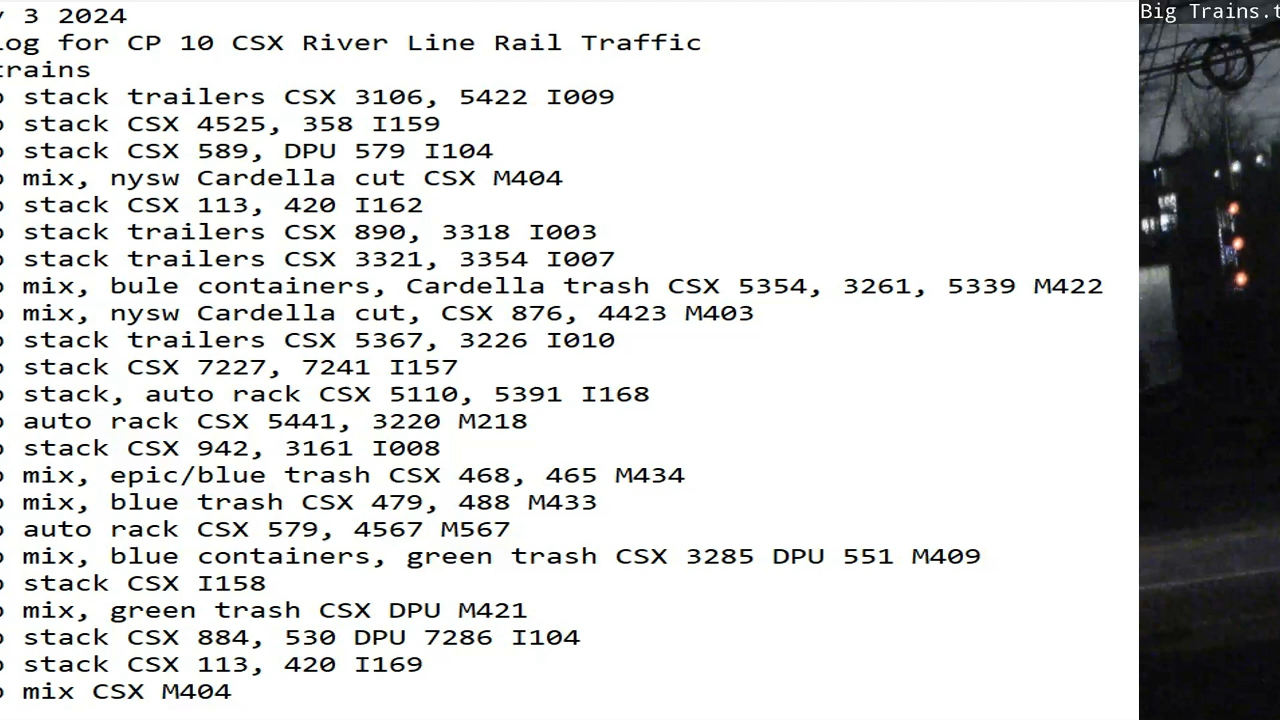 3 2024
for CP 10 CSX River Line Rail Traffic
trains
stack trailers CSX 3106, 5422 I009
stack CSX 4525, 358 I159
stack CSX 589, DPU 579 I104
mix, nysw Cardella cut CSX M404
stack CSX 113, 420 I162
stack trailers CSX 890, 3318 I003
stack trailers CSX 3321, 3354 I007
mix, bule containers, Cardella trash CSX 5354, 3261, 5339 M422
mix, nysw Cardella cut, CSX 876, 4423 M403
stack trailers CSX 5367, 3226 I010
stack CSX 7227, 7241 I157
stack, auto rack CSX 5110, 5391 I168
auto rack CSX 5441, 3220 M218
stack CSX 942, 3161 I008
mix, epic/blue trash CSX 468, 465 M434
mix, blue trash CSX 479, 488 M433
auto rack CSX 579, 4567 M567
mix, blue containers, green trash CSX 3285 DPU 551 M409
stack CSX I158
mix, green trash CSX DPU M421
stack CSX 884, 530 DPU 7286 I104
stack CSX 113, 420 I169
mix CSX M404
Big Trains.t